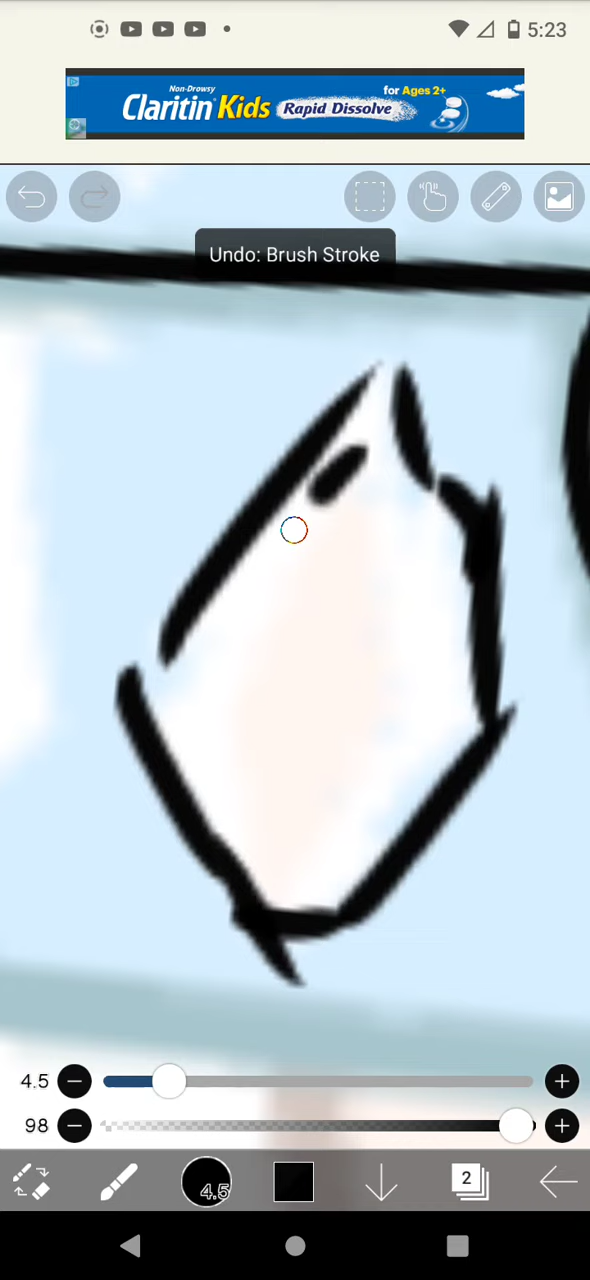 5:23
Non-Drowsy
Claritin Kids Rapid Dissolve
for Ages 2+
Undo: Brush Stroke
4.5
98
4.5
2